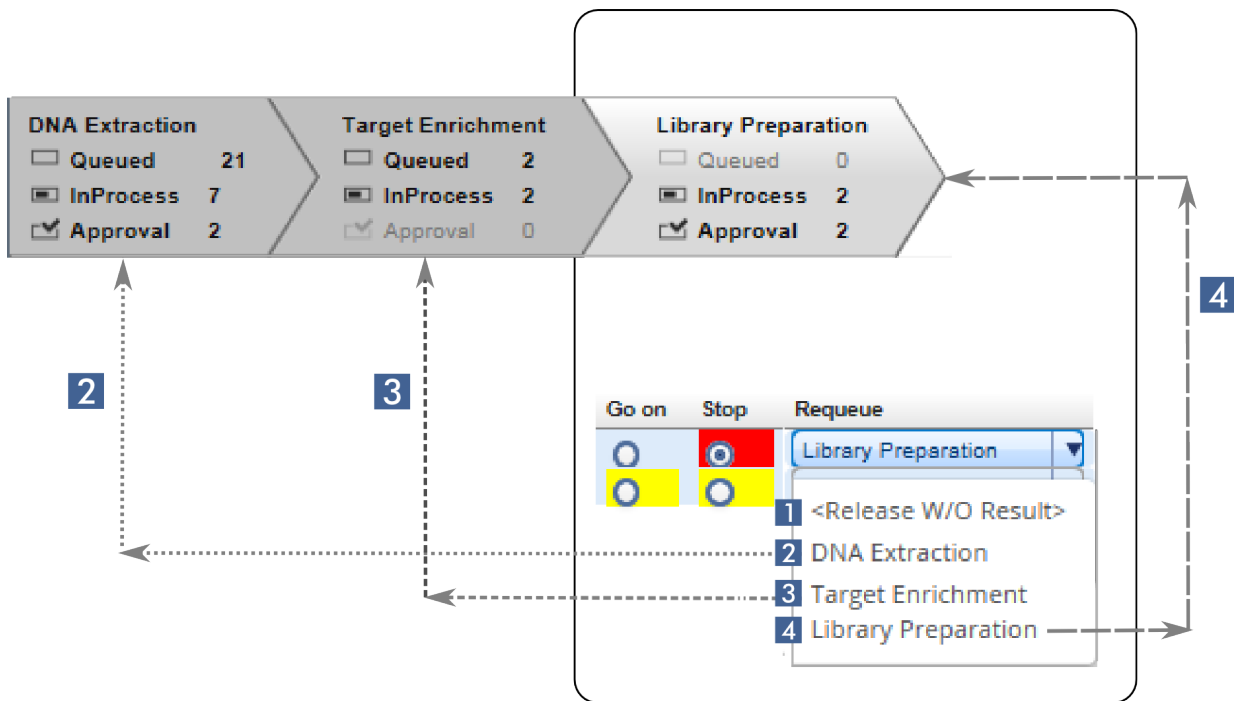 DNA Extraction
Queued 21
InProcess 7
Approval 2
Target Enrichment
Queued 2
InProcess 2
Approval 0
Library Preparation
Queued 0
InProcess 2
Approval 2
4
2
3
Go on Stop Requeue
Library Preparation
1 <Release W/O Result>
2 DNA Extraction
3 Target Enrichment
4 Library Preparation